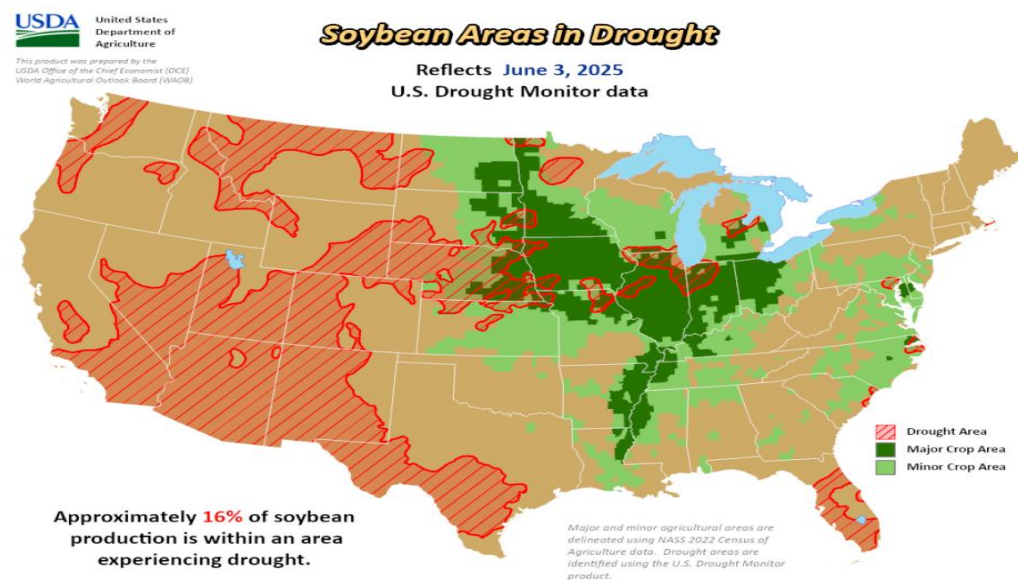 USDA
United States
Department of
Agriculture
This product was prepared by the
USDA Office of the Chief Economist (OCE)
World Agricultural Outlook Board (WAOB)
Soybean Areas in Drought
Reflects June 3, 2025
U.S. Drought Monitor data
Drought Area
Major Crop Area
Minor Crop Area
Approximately 16% of soybean
production is within an area
experiencing drought.
Major and minor agricultural areas are
delineated using NASS 2022 Census of
Agriculture data. Drought areas are
identified using the U.S. Drought Monitor
product.